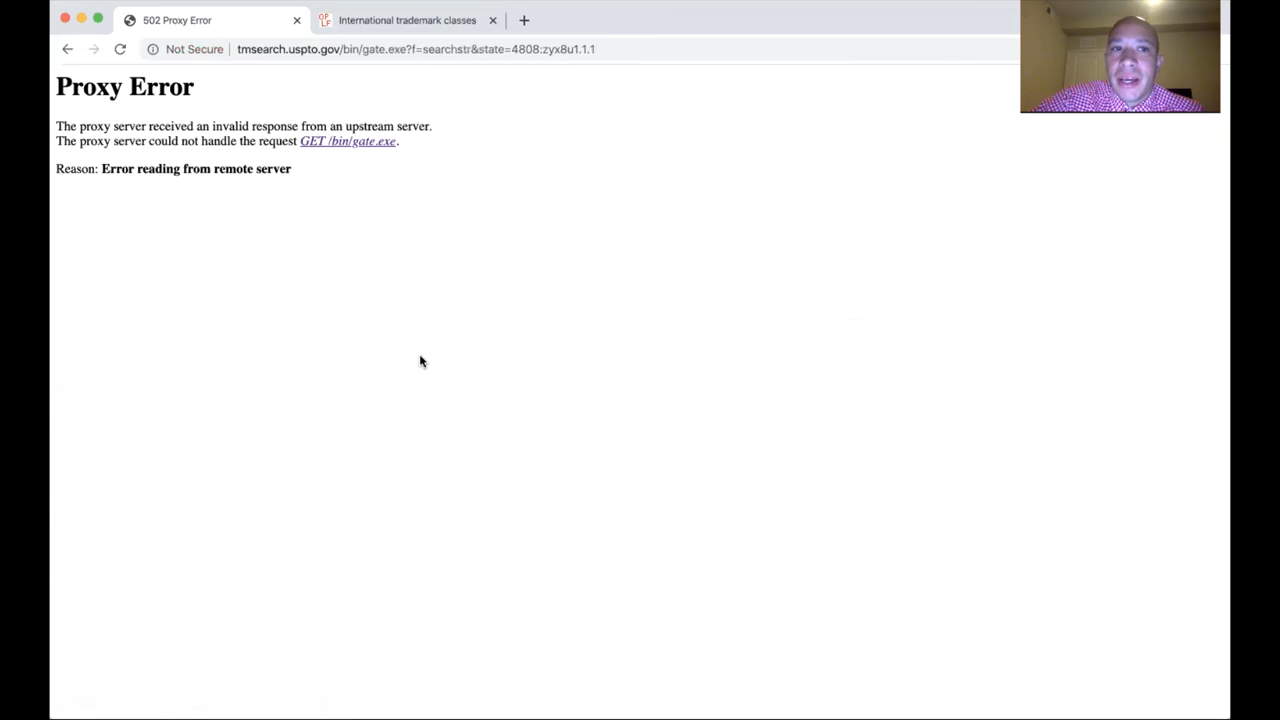 502 Proxy Error
OP LF International trademark classes
Not Secure tmsearch.uspto.gov/bin/gate.exe?f=searchstr&state=4808:zyx8u1.1.1
Proxy Error
The proxy server received an invalid response from an upstream server.
The proxy server could not handle the request GET /bin/gate.exe.
Reason: Error reading from remote server